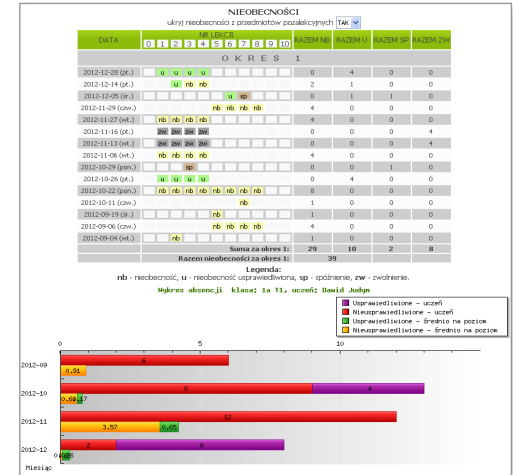 NIEOBECNOŚCI
ukryj nieobecności z przedmiotów pozalekcyjnych TAK
DATA NR LEKCJI RAZEM NB RAZEM U RAZEM SP RAZEM ZW
0 1 2 3 4 5 6 7 8 9 10
OKRES 1
2012-12-28 (pt.) u u u u 0 4 0 0
2012-12-14 (pt.) u nb nb 2 1 0 0
2012-12-05 (śr.) u sp 0 1 1 0
2012-11-29 (czw.) nb nb nb nb 4 0 0 0
2012-11-27 (wt.) nb nb nb nb 4 0 0 0
2012-11-16 (pt.) zw zw zw zw 0 0 0 4
2012-11-13 (wt.) zw zw zw zw 0 0 0 4
2012-11-06 (wt.) nb nb nb nb 4 0 0 0
2012-10-29 (pon.) sp 0 0 1 0
2012-10-26 (pt.) u u u u 0 4 0 0
2012-10-22 (pon.) nb nb nb nb nb nb nb nb 8 0 0 0
2012-10-11 (czw.) nb 1 0 0 0
2012-09-19 (śr.) nb 1 0 0 0
2012-09-06 (czw.) nb nb nb nb 4 0 0 0
2012-09-04 (wt.) nb 1 0 0 0
Suma za okres 1: 29 10 2 8
Razem nieobecności za okres 1: 39
Legenda:
nb - nieobecność, u - nieobecność usprawiedliwiona, sp - spóźnienie, zw - zwolnienie.
Wykres absencji klasa: 1a T1, uczeń: Dawid Judym
Usprawiedliwione - uczeń
Nieusprawiedliwione - uczeń
Usprawiedliwione - średnio na poziom
Nieusprawiedliwione - średnio na poziom
0 5 10
2012-09 6
0.91
2012-10 9 4
2012-11 12
3.57 0.65
2012-12 2 6
Miesiąc